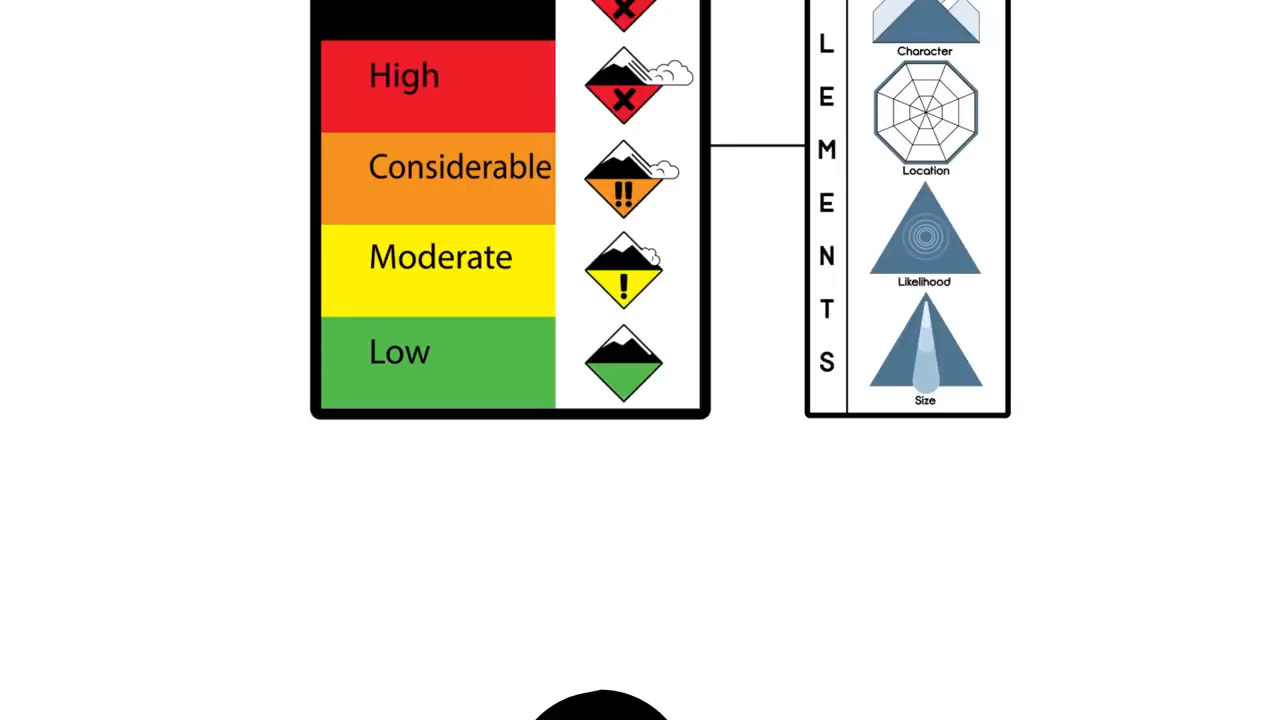 High
Considerable
!!
Moderate
!
Low
L
E
M
E
N
T
S
Character
Location
Likelihood
Size